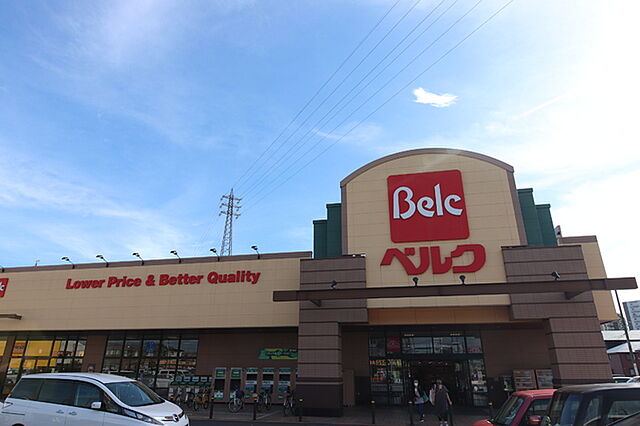 Belc
ベルク
Lower Price & Better Quality